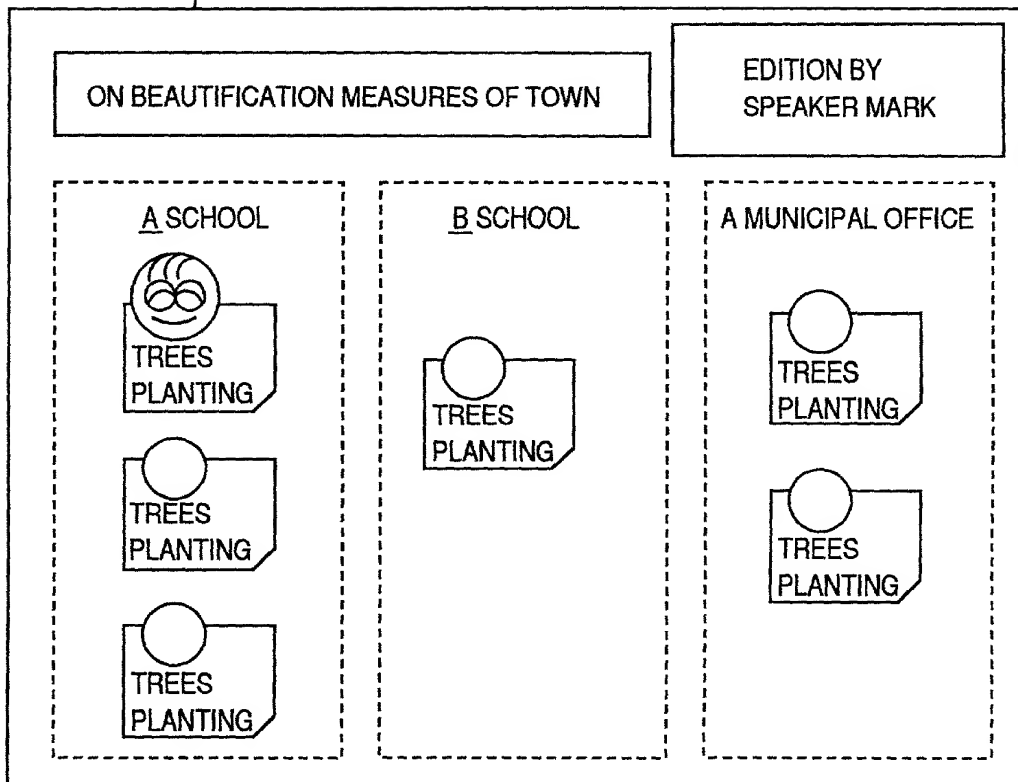 ON BEAUTIFICATION MEASURES OF TOWN
EDITION BY
SPEAKER MARK
A SCHOOL
TREES
PLANTING
TREES
PLANTING
TREES
PLANTING
B SCHOOL
TREES
PLANTING
A MUNICIPAL OFFICE
TREES
PLANTING
TREES
PLANTING